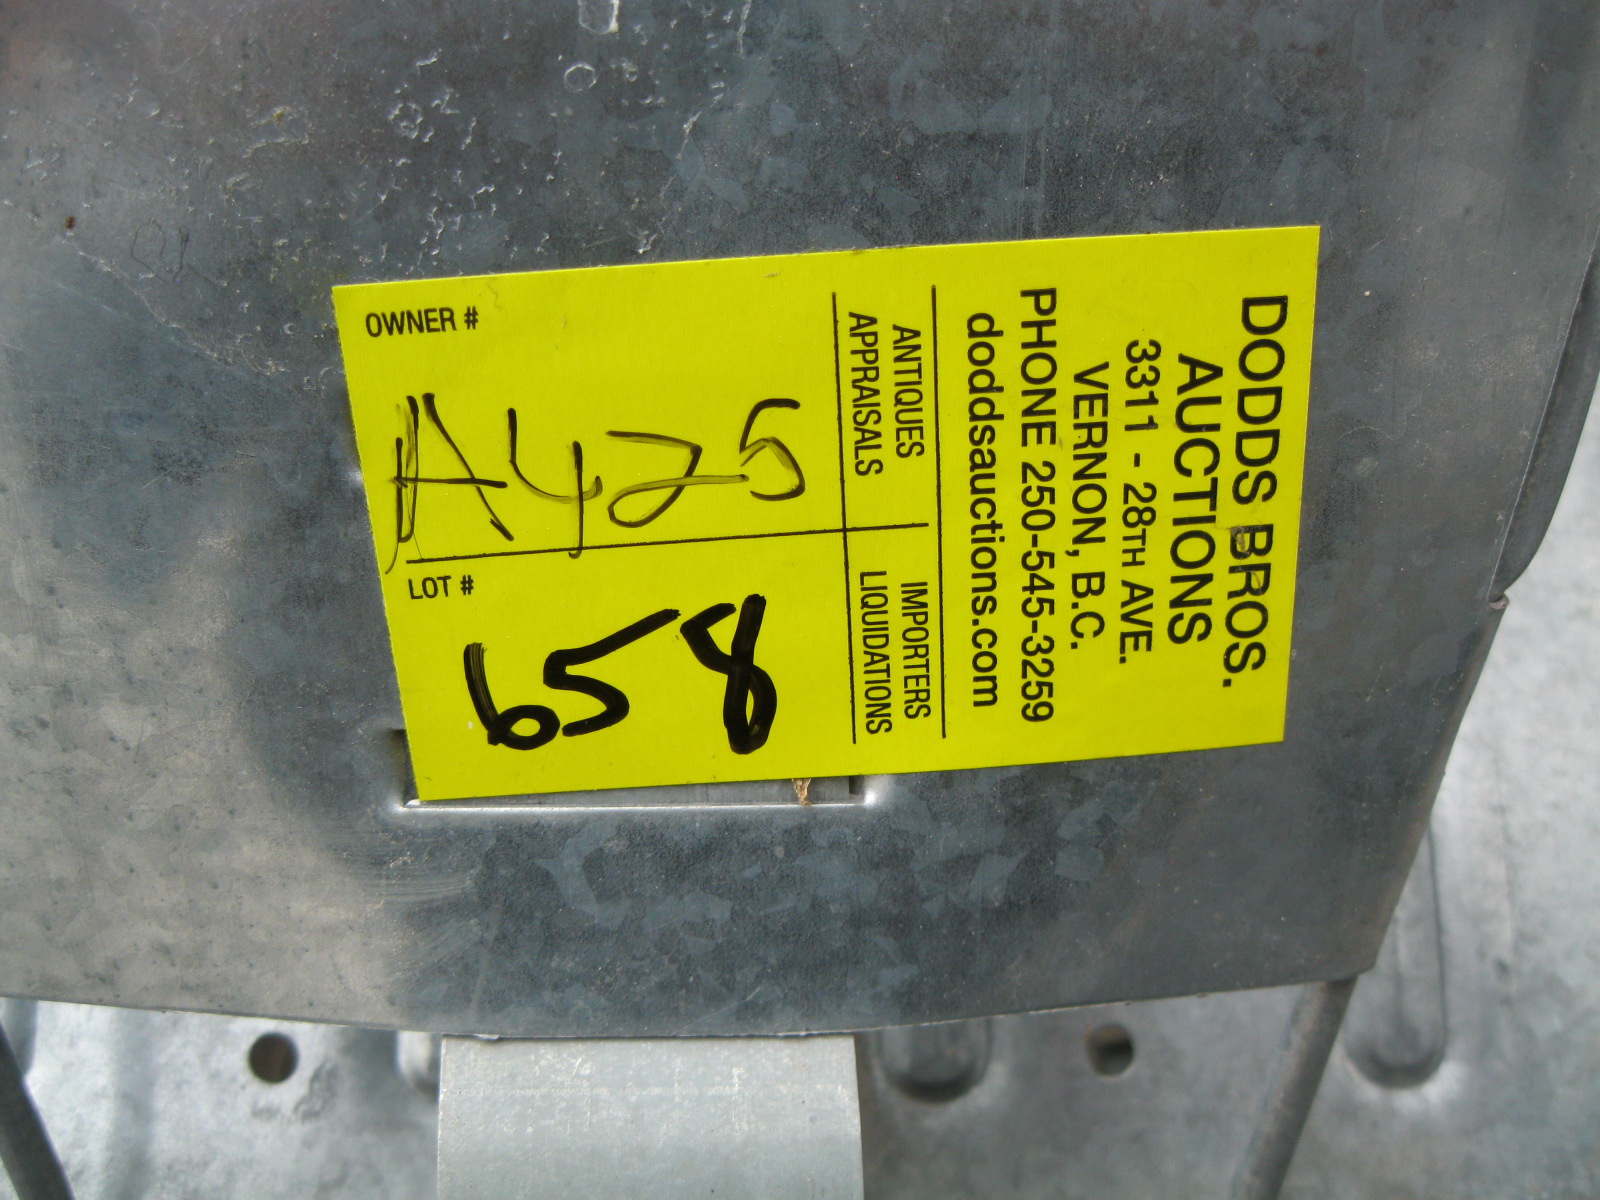 DODDS BROS.
AUCTIONS
3311 - 28TH AVE.
VERNON, B.C.
PHONE 250-545-3259
doddsauctions.com
ANTIQUES
APPRAISALS
IMPORTERS
LIQUIDATIONS
OWNER #
A425
LOT #
658